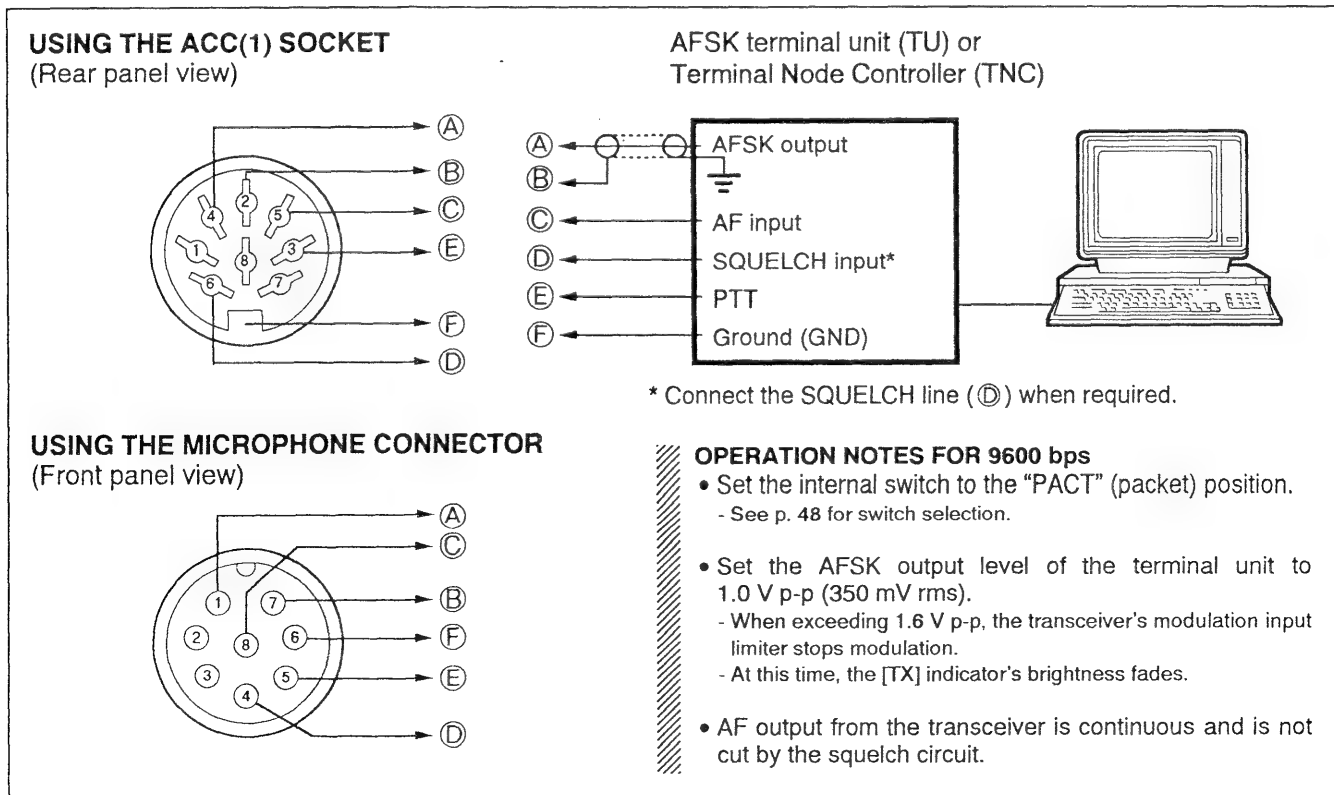 USING THE ACC(1) SOCKET
(Rear panel view)
Ⓐ
Ⓑ
Ⓒ
Ⓔ
Ⓕ
Ⓓ
4
2
5
1
8
3
6
7
AFSK terminal unit (TU) or
Terminal Node Controller (TNC)
Ⓐ AFSK output
Ⓑ
Ⓒ AF input
Ⓓ SQUELCH input*
Ⓔ PTT
Ⓕ Ground (GND)
* Connect the SQUELCH line (Ⓓ) when required.
USING THE MICROPHONE CONNECTOR
(Front panel view)
Ⓐ
Ⓒ
Ⓑ
Ⓕ
Ⓔ
Ⓓ
1
7
2
8
6
3
5
4
OPERATION NOTES FOR 9600 bps
• Set the internal switch to the “PACT” (packet) position.
- See p. 48 for switch selection.
• Set the AFSK output level of the terminal unit to
1.0 V p-p (350 mV rms).
- When exceeding 1.6 V p-p, the transceiver's modulation input
limiter stops modulation.
- At this time, the [TX] indicator's brightness fades.
• AF output from the transceiver is continuous and is not
cut by the squelch circuit.